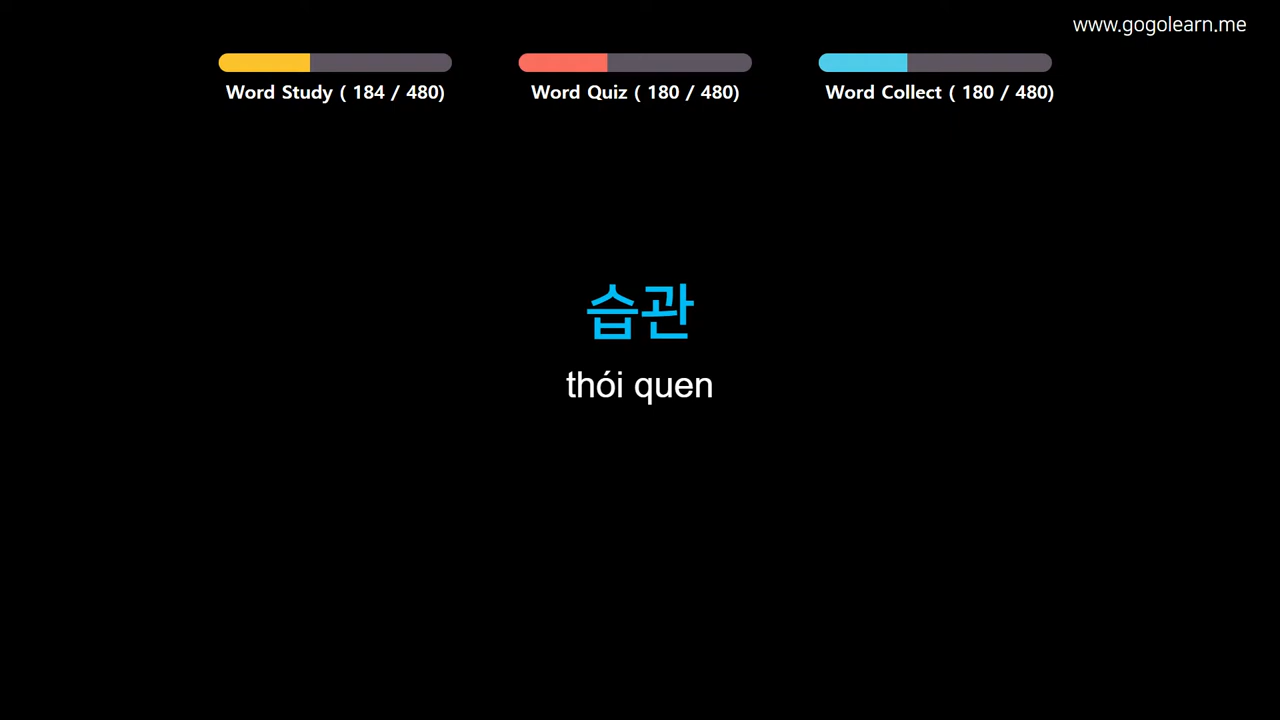 www.gogolearn.me
Word Study ( 184 / 480)
Word Quiz ( 180 / 480)
Word Collect ( 180 / 480)
습관
thói quen